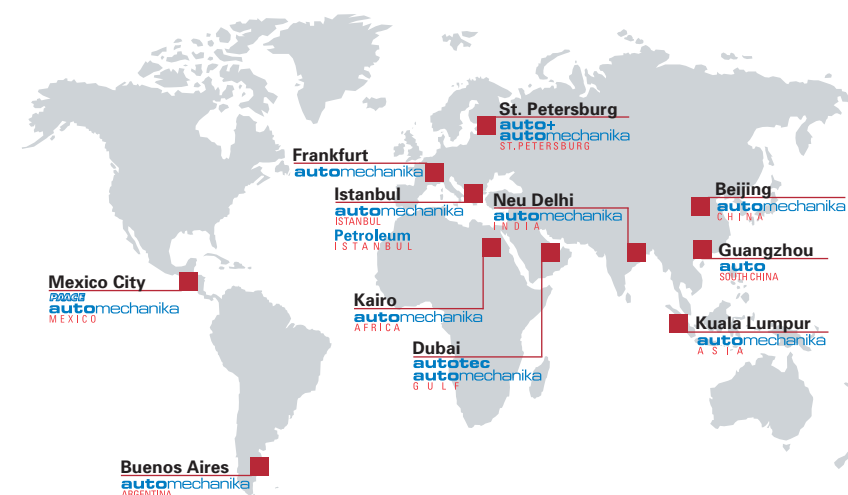 St. Petersburg
auto+
automechanika
ST. PETERSBURG
Frankfurt
automechanika
Istanbul
automechanika
ISTANBUL
Petroleum
ISTANBUL
Neu Delhi
automechanika
INDIA
Beijing
automechanika
CHINA
Guangzhou
auto
SOUTH CHINA
Mexico City
PAACE
automechanika
MEXICO
Kairo
automechanika
AFRICA
Kuala Lumpur
automechanika
ASIA
Dubai
autotec
automechanika
GULF
Buenos Aires
automechanika
ARGENTINA